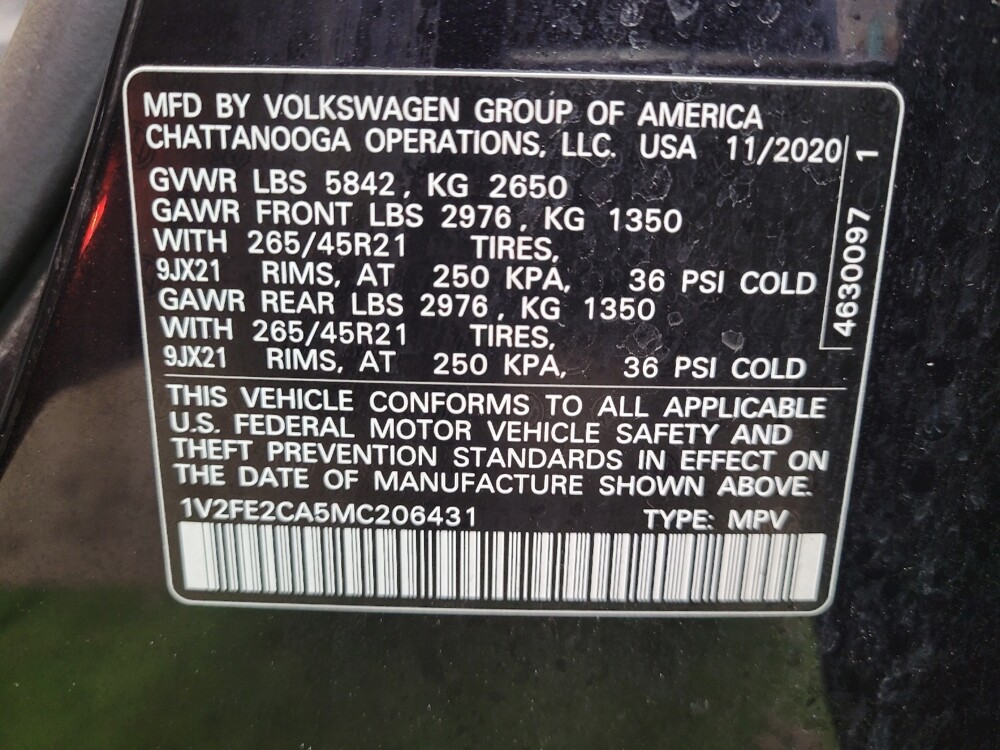 MFD BY VOLKSWAGEN GROUP OF AMERICA
CHATTANOOGA OPERATIONS, LLC. USA 11/2020
GVWR LBS 5842, KG 2650
GAWR FRONT LBS 2976, KG 1350
WITH 265/45R21 TIRES,
9JX21 RIMS, AT 250 KPA, 36 PSI COLD
GAWR REAR LBS 2976, KG 1350
WITH 265/45R21 TIRES,
9JX21 RIMS, AT 250 KPA, 36 PSI COLD
4630097 1
THIS VEHICLE CONFORMS TO ALL APPLICABLE
U.S. FEDERAL MOTOR VEHICLE SAFETY AND
THEFT PREVENTION STANDARDS IN EFFECT ON
THE DATE OF MANUFACTURE SHOWN ABOVE.
1V2FE2CA5MC206431 TYPE: MPV